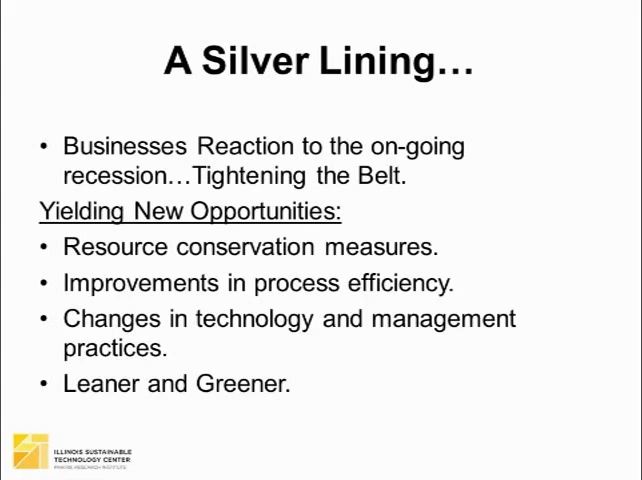 A Silver Lining…
• Businesses Reaction to the on-going
recession…Tightening the Belt.
Yielding New Opportunities:
• Resource conservation measures.
• Improvements in process efficiency.
• Changes in technology and management
practices.
• Leaner and Greener.
ILLINOIS SUSTAINABLE
TECHNOLOGY CENTER
PRAIRIE RESEARCH INSTITUTE